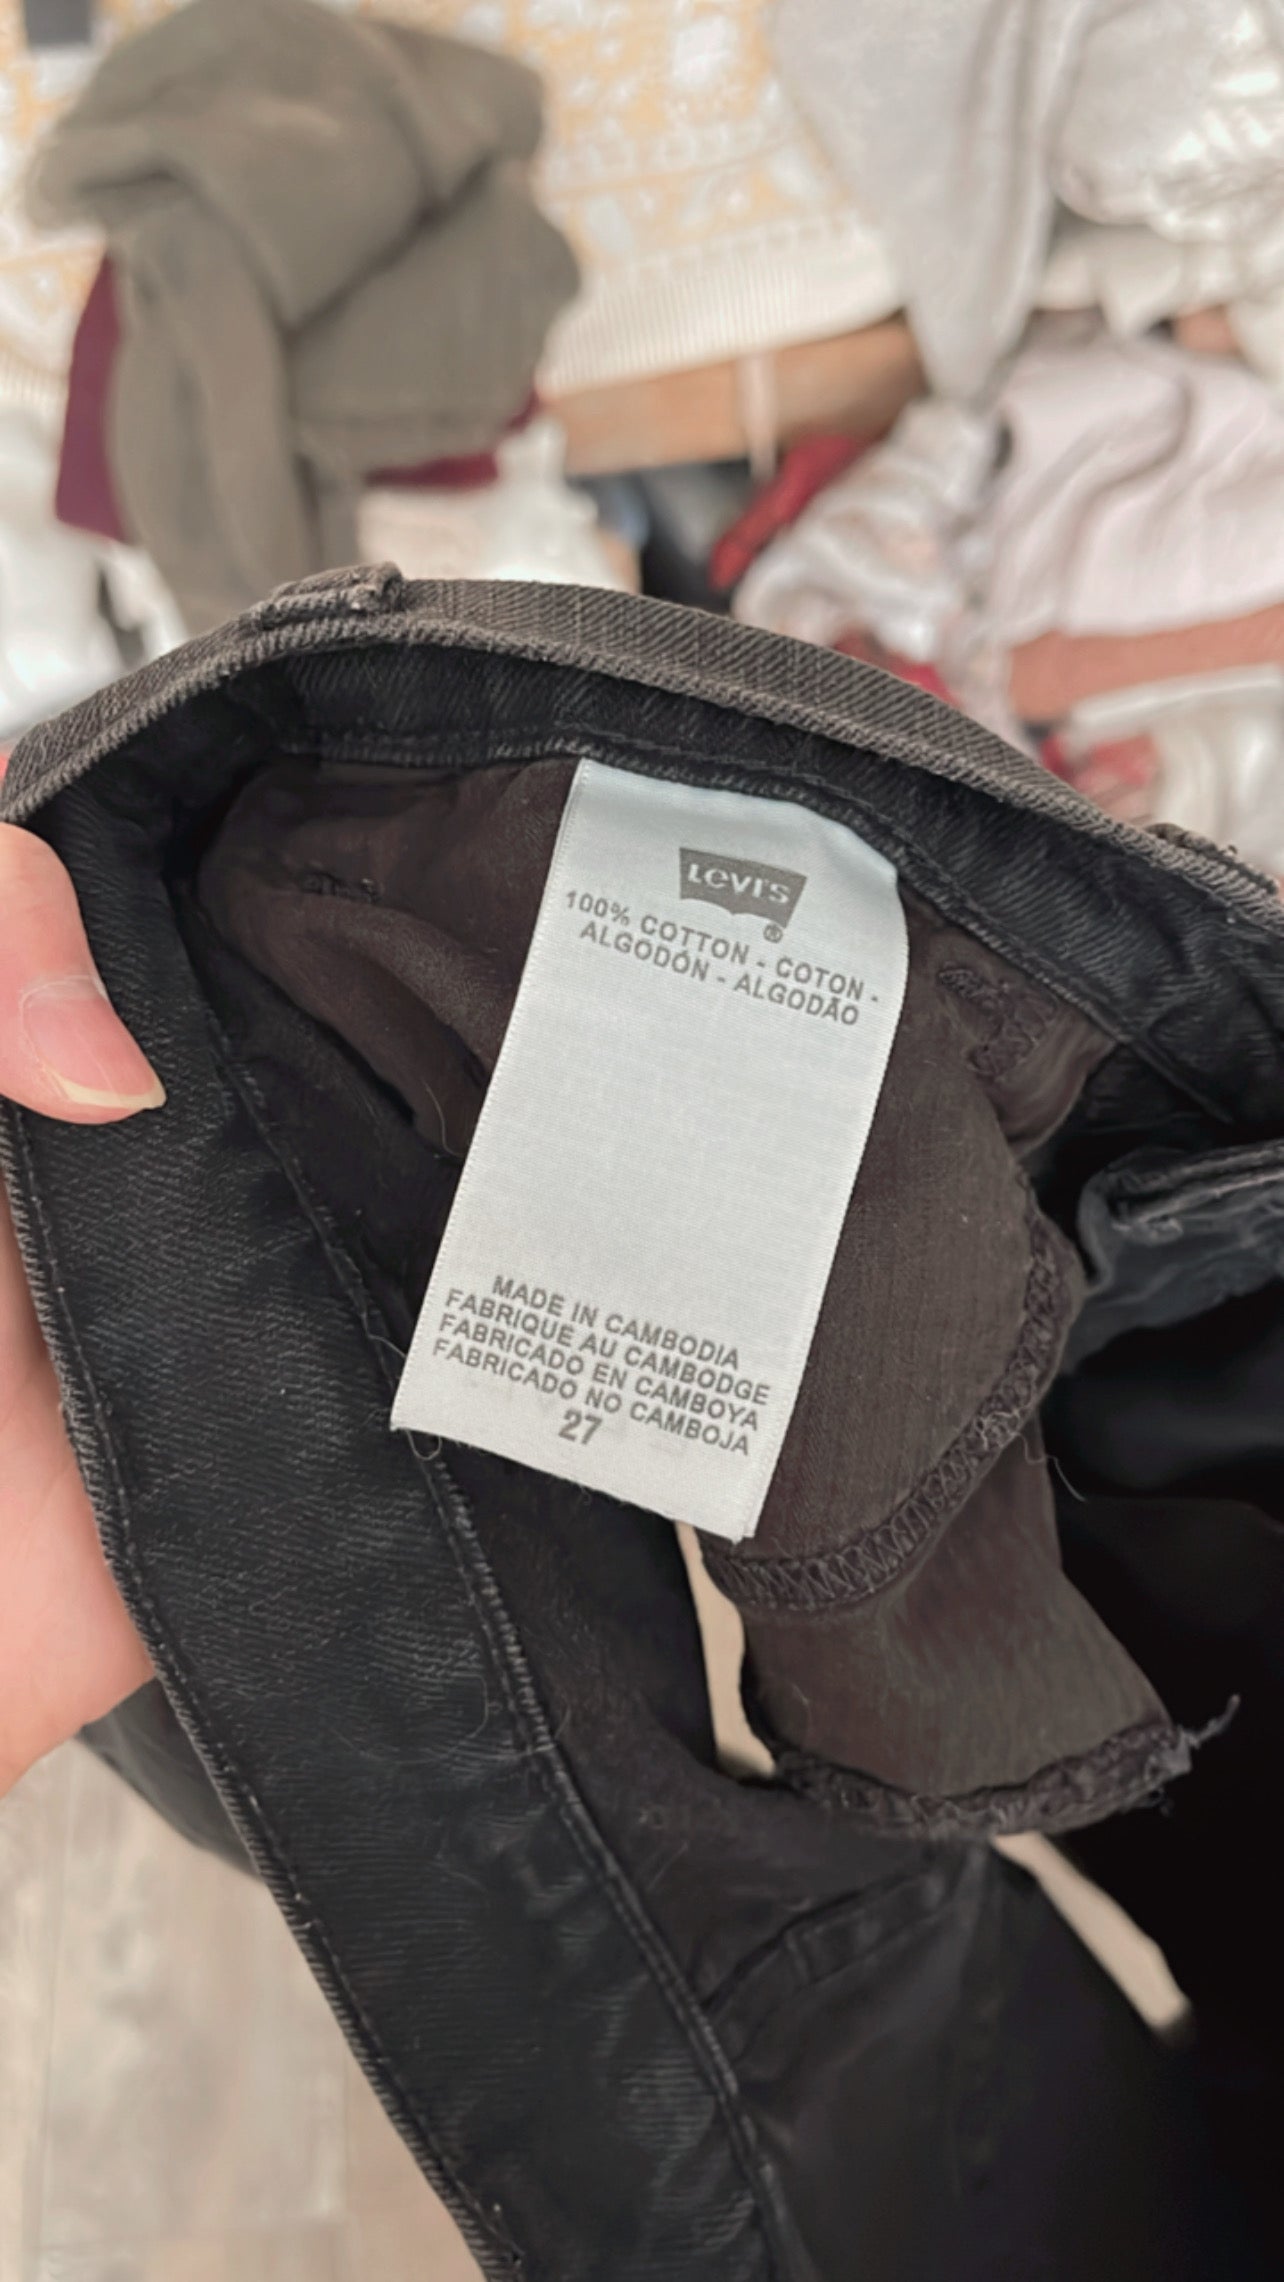 LEVI'S
®
100% COTTON - COTON -
ALGODÓN - ALGODÃO
MADE IN CAMBODIA
FABRIQUE AU CAMBODGE
FABRICADO EN CAMBOYA
FABRICADO NO CAMBOJA
27